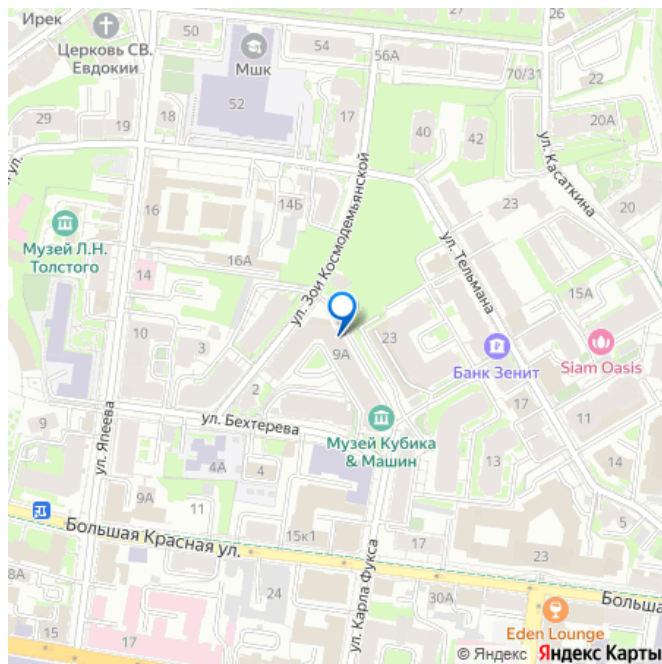 Ирек
Церковь СВ.
Евдокии
50
54
26
Мшк
56А
70/31
22
52
18
17
20А
29
19
40
42
ул. Касаткина
ул.
16
14Б
23
20
Музей Л.Н.
Толстого
ул. Зои Космодемьянской
ул. Тельмана
16А
14
15А
10
3
9А
23
Банк Зенит
Siam Oasis
2
17
11
9
ул. Бехтерева
Музей Кубика
& Машин
ул. Япеева
4А
4
13
14
9А
11
5
Большая Красная ул.
15к1
17
23
ул. Карла Фукса
8А
30А
Больша
15
17
Eden Lounge
© Яндекс Яндекс Карты